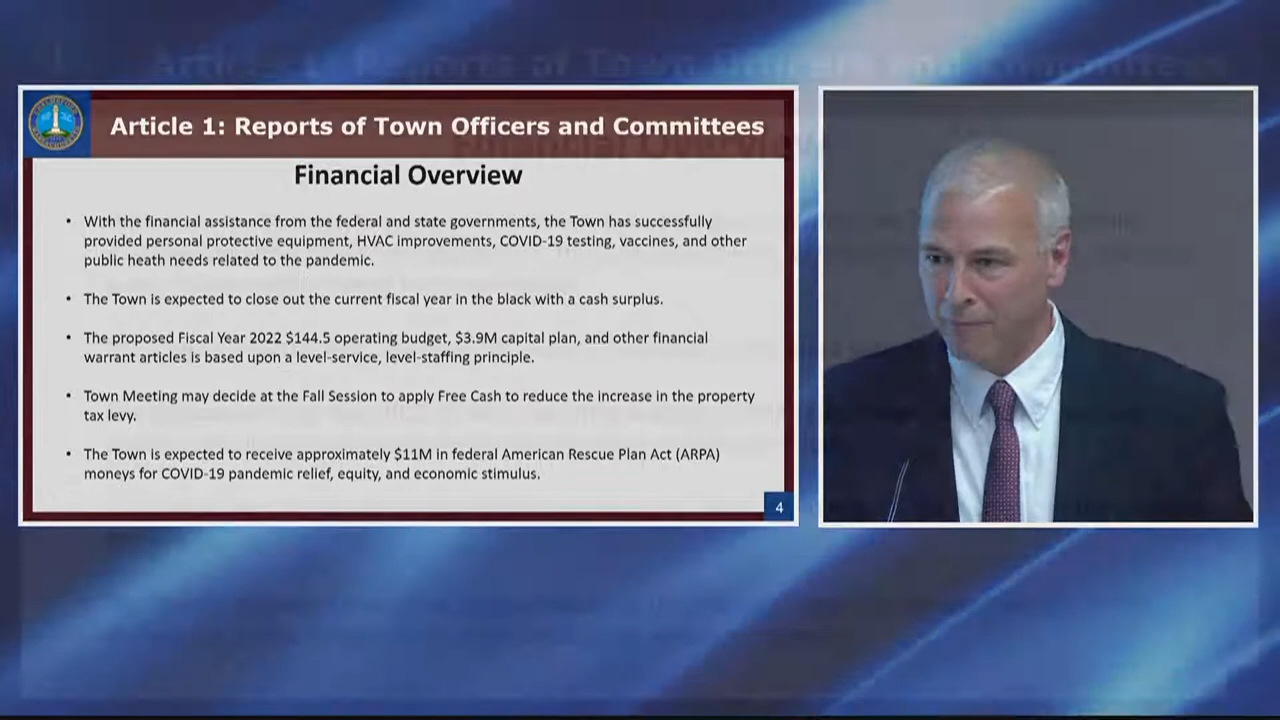 Article 1: Reports of Town Officers and Committees
Financial Overview
• With the financial assistance from the federal and state governments, the Town has successfully
provided personal protective equipment, HVAC improvements, COVID-19 testing, vaccines, and other
public heath needs related to the pandemic.
• The Town is expected to close out the current fiscal year in the black with a cash surplus.
• The proposed Fiscal Year 2022 $144.5 operating budget, $3.9M capital plan, and other financial
warrant articles is based upon a level-service, level-staffing principle.
• Town Meeting may decide at the Fall Session to apply Free Cash to reduce the increase in the property
tax levy.
• The Town is expected to receive approximately $11M in federal American Rescue Plan Act (ARPA)
moneys for COVID-19 pandemic relief, equity, and economic stimulus.
4